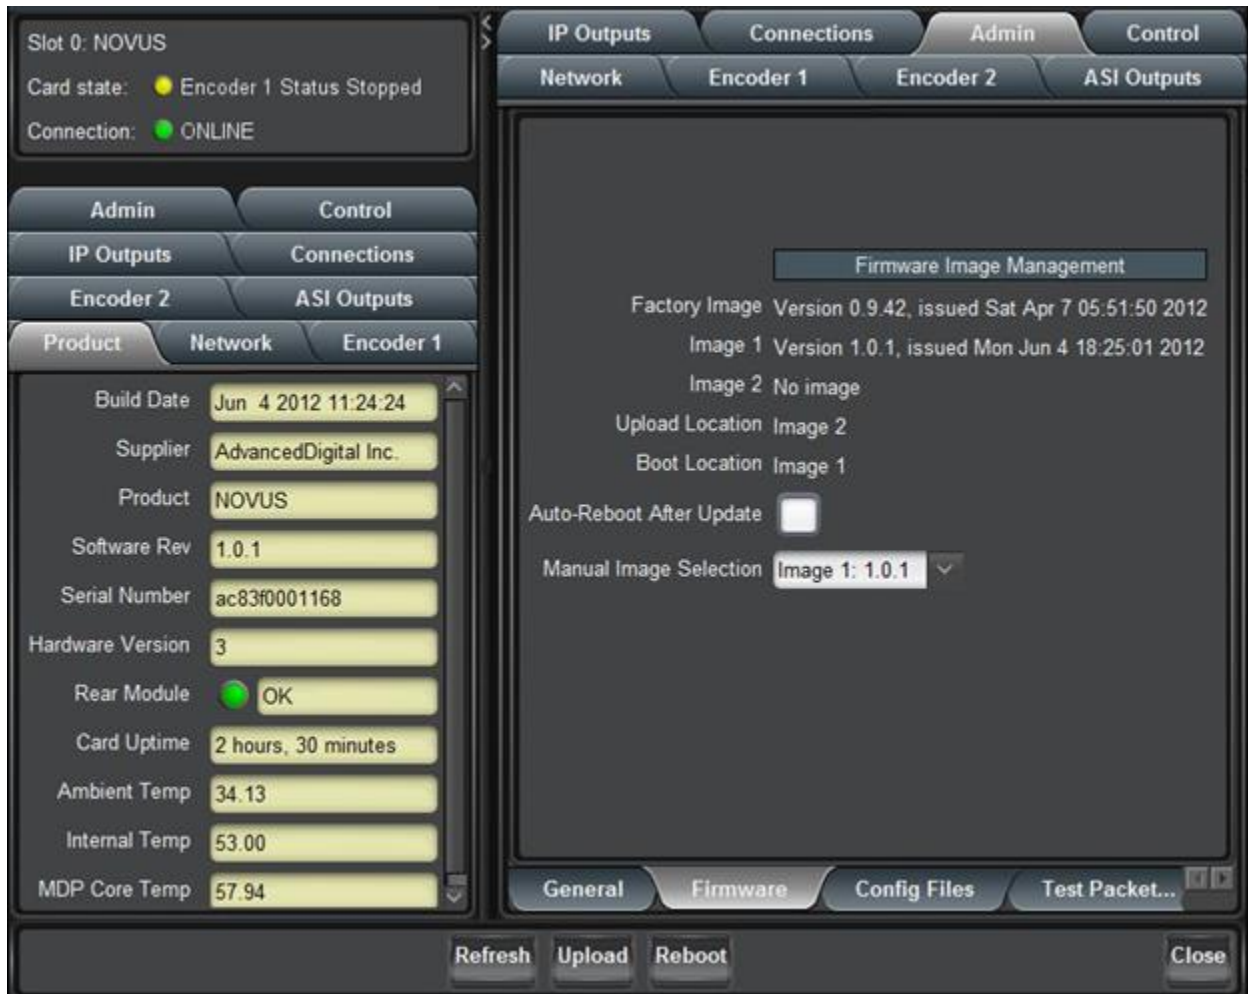 Slot 0: NOVUS
Card state: Encoder 1 Status Stopped
Connection: ONLINE
Admin Control
IP Outputs Connections
Encoder 2 ASI Outputs
Product Network Encoder 1
Build Date Jun 4 2012 11:24:24
Supplier AdvancedDigital Inc.
Product NOVUS
Software Rev 1.0.1
Serial Number ac83f0001168
Hardware Version 3
Rear Module OK
Card Uptime 2 hours, 30 minutes
Ambient Temp 34.13
Internal Temp 53.00
MDP Core Temp 57.94
IP Outputs Connections Admin Control
Network Encoder 1 Encoder 2 ASI Outputs
Firmware Image Management
Factory Image Version 0.9.42, issued Sat Apr 7 05:51:50 2012
Image 1 Version 1.0.1, issued Mon Jun 4 18:25:01 2012
Image 2 No image
Upload Location Image 2
Boot Location Image 1
Auto-Reboot After Update
Manual Image Selection Image 1: 1.0.1
General Firmware Config Files Test Packet...
Refresh Upload Reboot Close